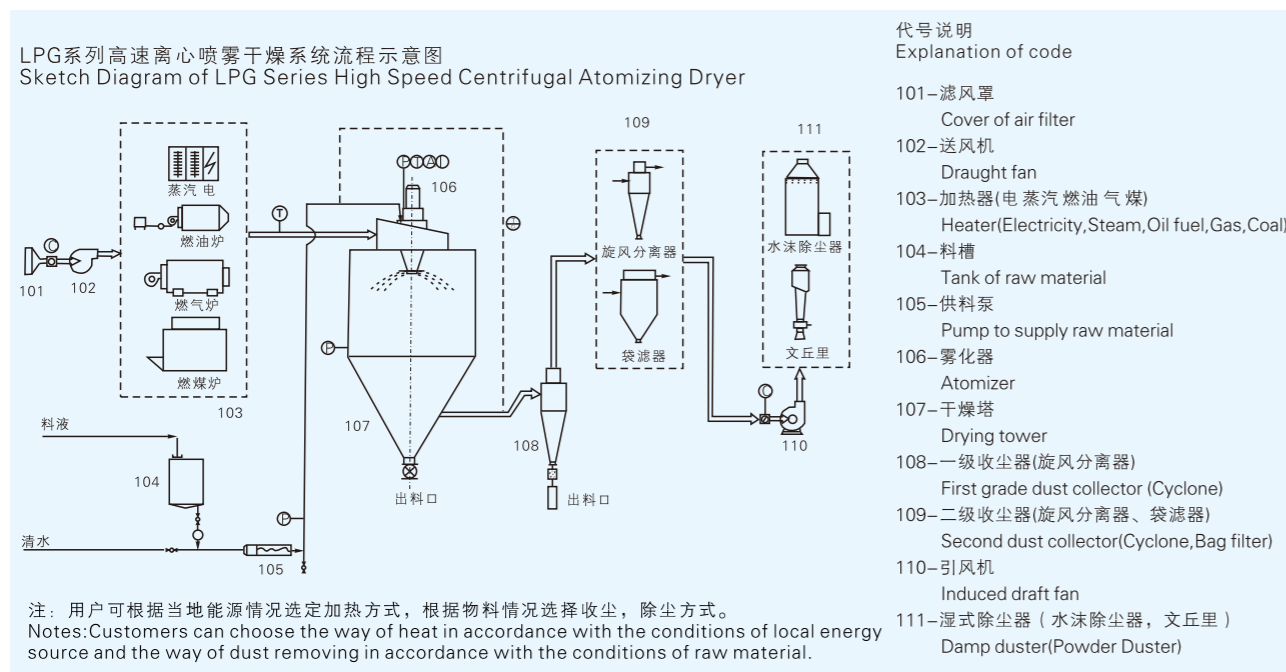 LPG系列高速离心喷雾干燥系统流程示意图
Sketch Diagram of LPG Series High Speed Centrifugal Atomizing Dryer
蒸汽 电
燃油炉
燃气炉
燃煤炉
101
C
102
103
T
P T A I
106
P
107
出料口
料液
104
清水
P
105
108
出料口
109
旋风分离器
袋滤器
111
水沫除尘器
文丘里
C
110
注：用户可根据当地能源情况选定加热方式，根据物料情况选择收尘，除尘方式。
Notes:Customers can choose the way of heat in accordance with the conditions of local energy
source and the way of dust removing in accordance with the conditions of raw material.
代号说明
Explanation of code
101–滤风罩
Cover of air filter
102–送风机
Draught fan
103–加热器(电 蒸汽 燃油 气 煤)
Heater(Electricity,Steam,Oil fuel,Gas,Coal)
104–料槽
Tank of raw material
105–供料泵
Pump to supply raw material
106–雾化器
Atomizer
107–干燥塔
Drying tower
108–一级收尘器(旋风分离器)
First grade dust collector (Cyclone)
109–二级收尘器(旋风分离器、袋滤器)
Second dust collector(Cyclone,Bag filter)
110–引风机
Induced draft fan
111–湿式除尘器（水沫除尘器，文丘里）
Damp duster(Powder Duster)